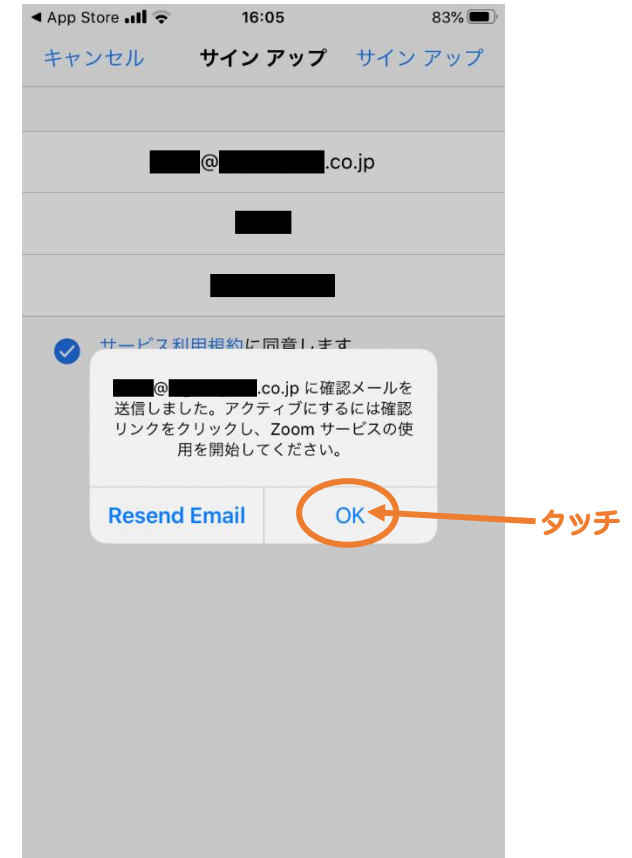 App Store 16:05 83%
キャンセル サイン アップ サイン アップ
@ .co.jp
サービス利用規約に同意します
@ .co.jp に確認メールを
送信しました。アクティブにするには確認
リンクをクリックし、Zoom サービスの使
用を開始してください。
Resend Email OK
タッチ